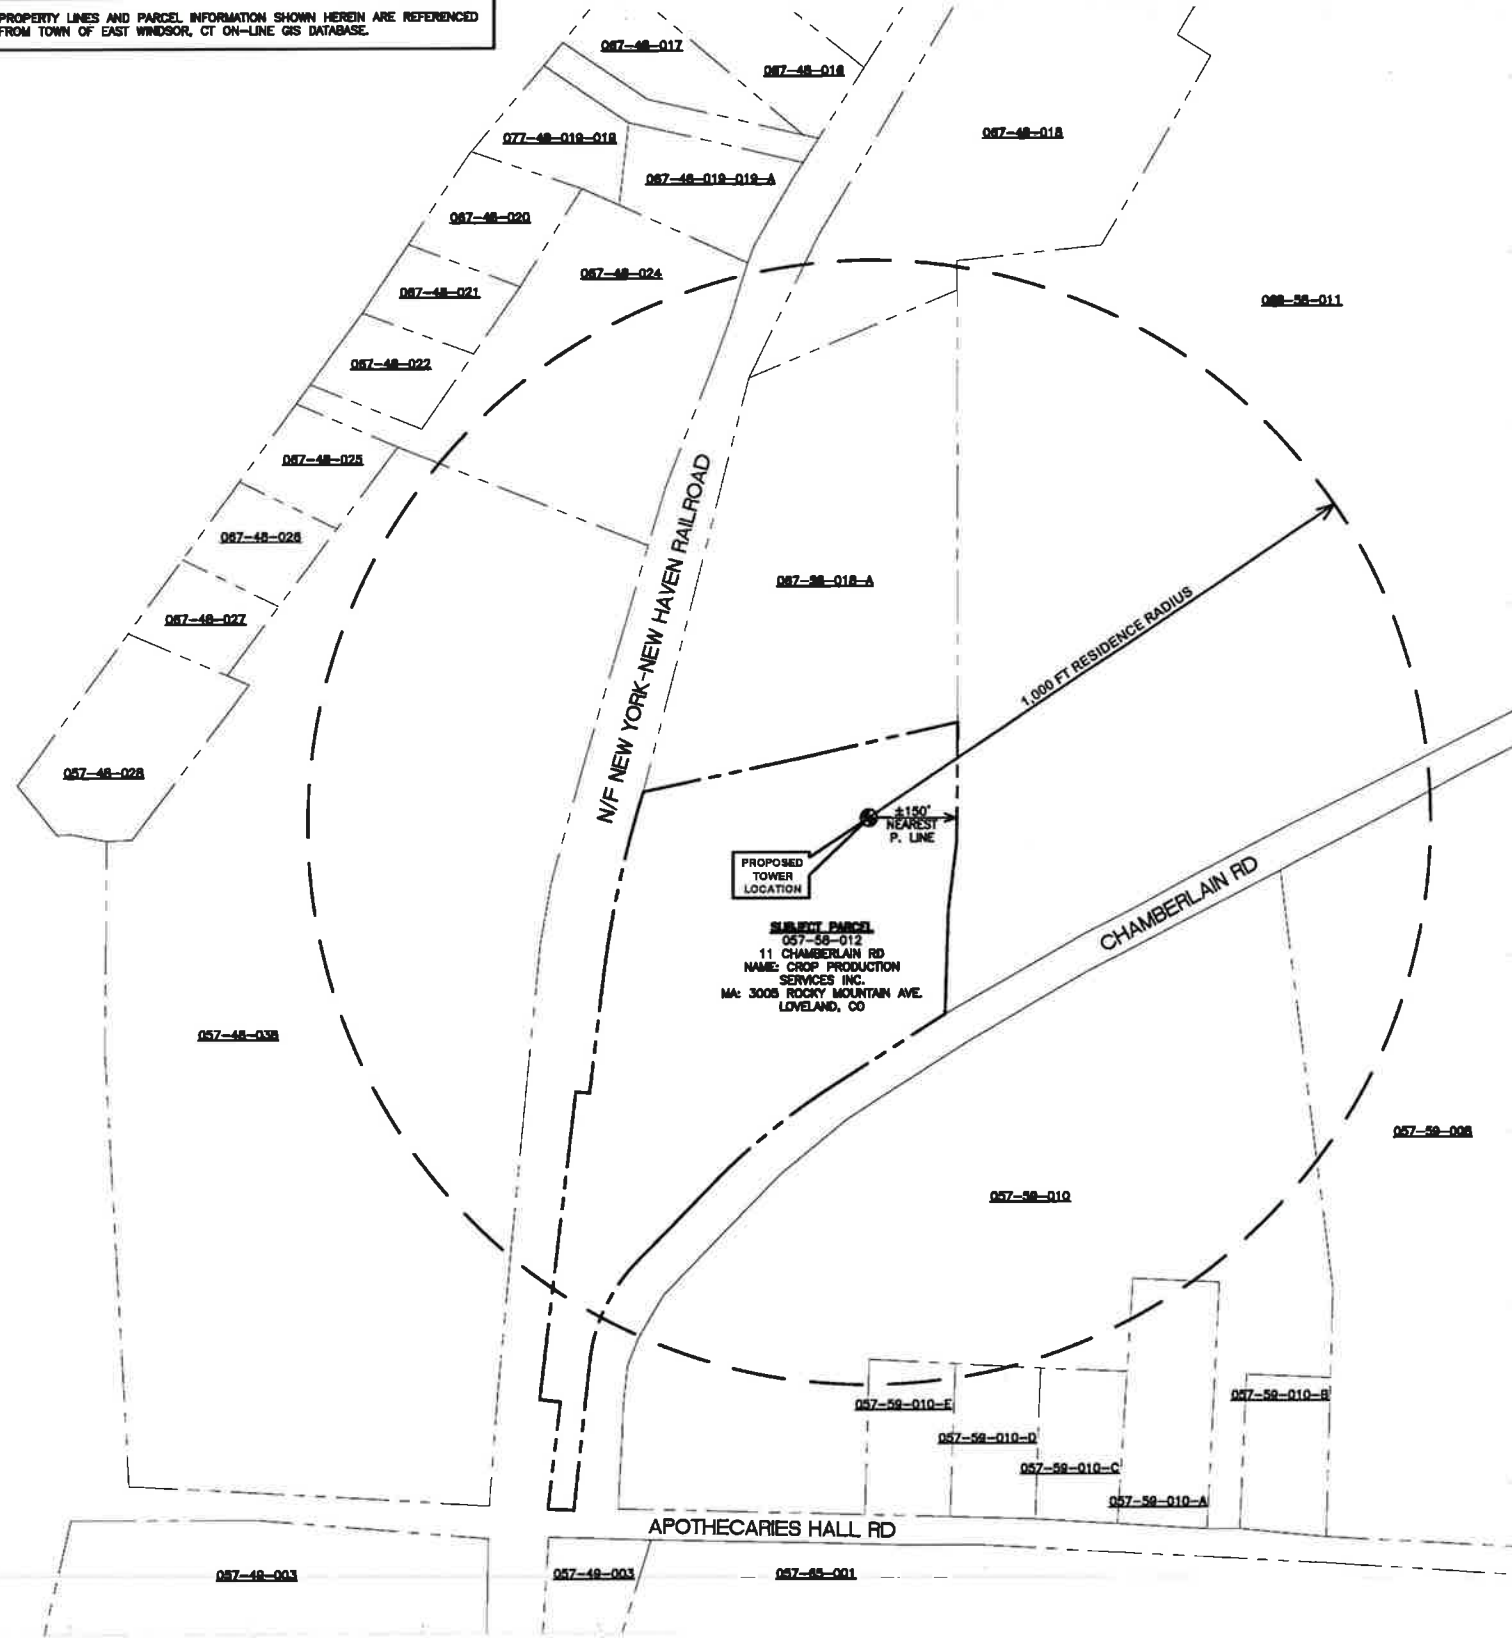 PROPERTY LINES AND PARCEL INFORMATION SHOWN HEREIN ARE REFERENCED
FROM TOWN OF EAST WINDSOR, CT ON-LINE GIS DATABASE.
067-48-017
067-48-016
077-48-019-019
067-48-018
067-48-019-019-A
067-48-020
067-48-024
067-48-021
-58-011
067-48-022
067-48-025
N/F NEW YORK-NEW HAVEN RAILROAD
067-48-026
067- -018-A
1,000 FT RESIDENCE RADIUS
067-48-027
057-48-028
±150'
NEAREST
P. LINE
PROPOSED
TOWER
LOCATION
CHAMBERLAIN RD
SUBJECT PARCEL
057-58-012
11 CHAMBERLAIN RD
NAME: CROP PRODUCTION
SERVICES INC.
MA: 3005 ROCKY MOUNTAIN AVE.
LOVELAND, CO
057-48-038
057-59-008
057-59-010
057-59-010-E
057-59-010-B
057-59-010-D
057-59-010-C
057-59-010-A
APOTHECARIES HALL RD
057-49-003
057-49-003
057-65-001